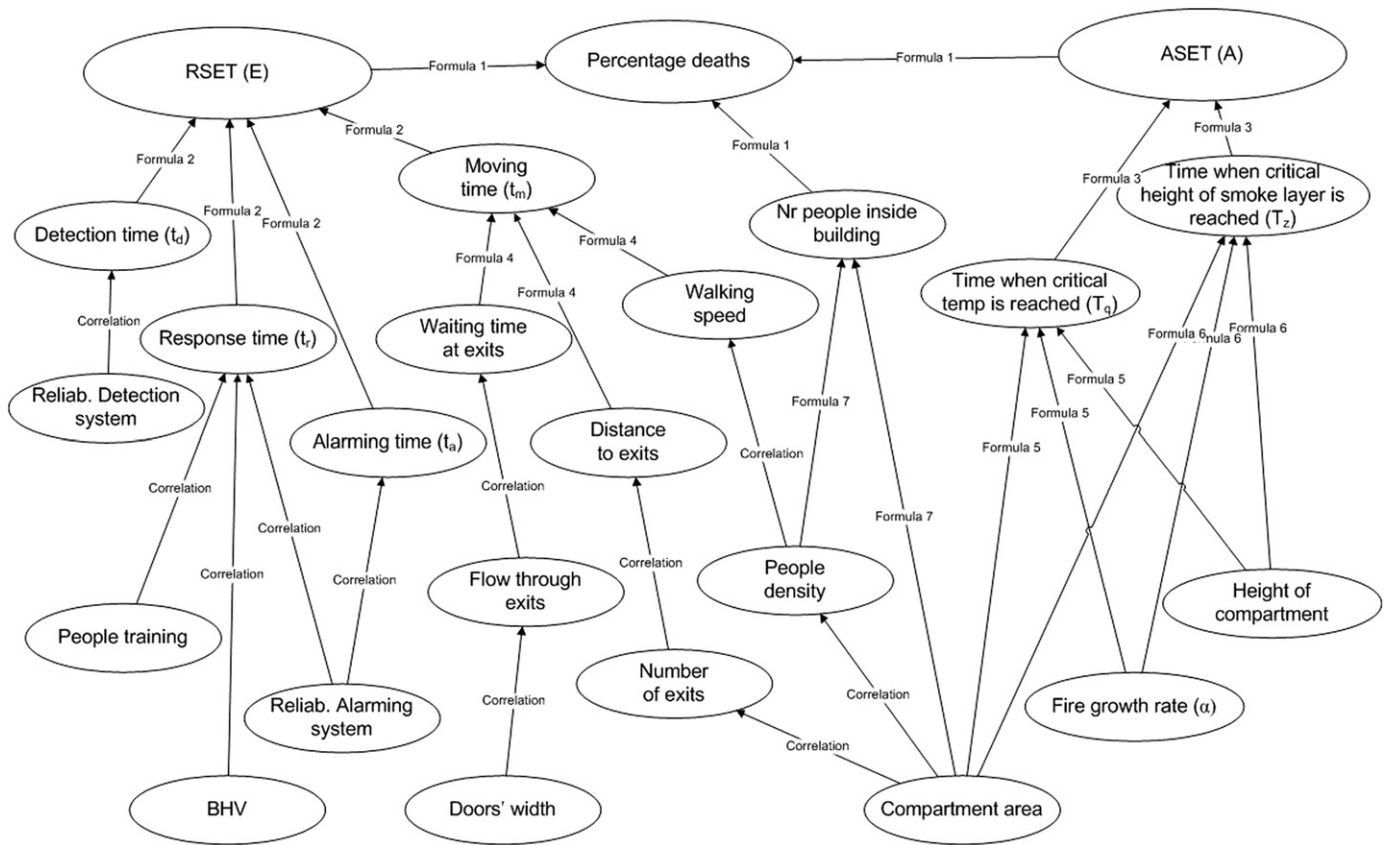 RSET (E)
Formula 1
Percentage deaths
Formula 1
ASET (A)
Formula 2
Formula 2
Formula 1
Formula 3
Moving
time (tm)
Formula 3
Time when critical
height of smoke layer is
reached (TZ)
Formula 2
Formula 2
Detection time (td)
Nr people inside
building
Formula 4
Formula 4
Formula 4
Time when critical
temp is reached (Tq)
Walking
speed
Correlation
Response time (tr)
Waiting time
at exits
Formula 6
Formula 6
Formula 6
Formula 5
Reliab. Detection
system
Formula 7
Formula 5
Alarming time (ta)
Distance
to exits
Formula 5
Correlation
Correlation
Correlation
Formula 7
Correlation
Correlation
Correlation
Correlation
Correlation
Flow through
exits
People
density
Height of
compartment
People training
Number
of exits
Correlation
Correlation
Reliab. Alarming
system
Fire growth rate (α)
Correlation
BHV
Doors' width
Compartment area